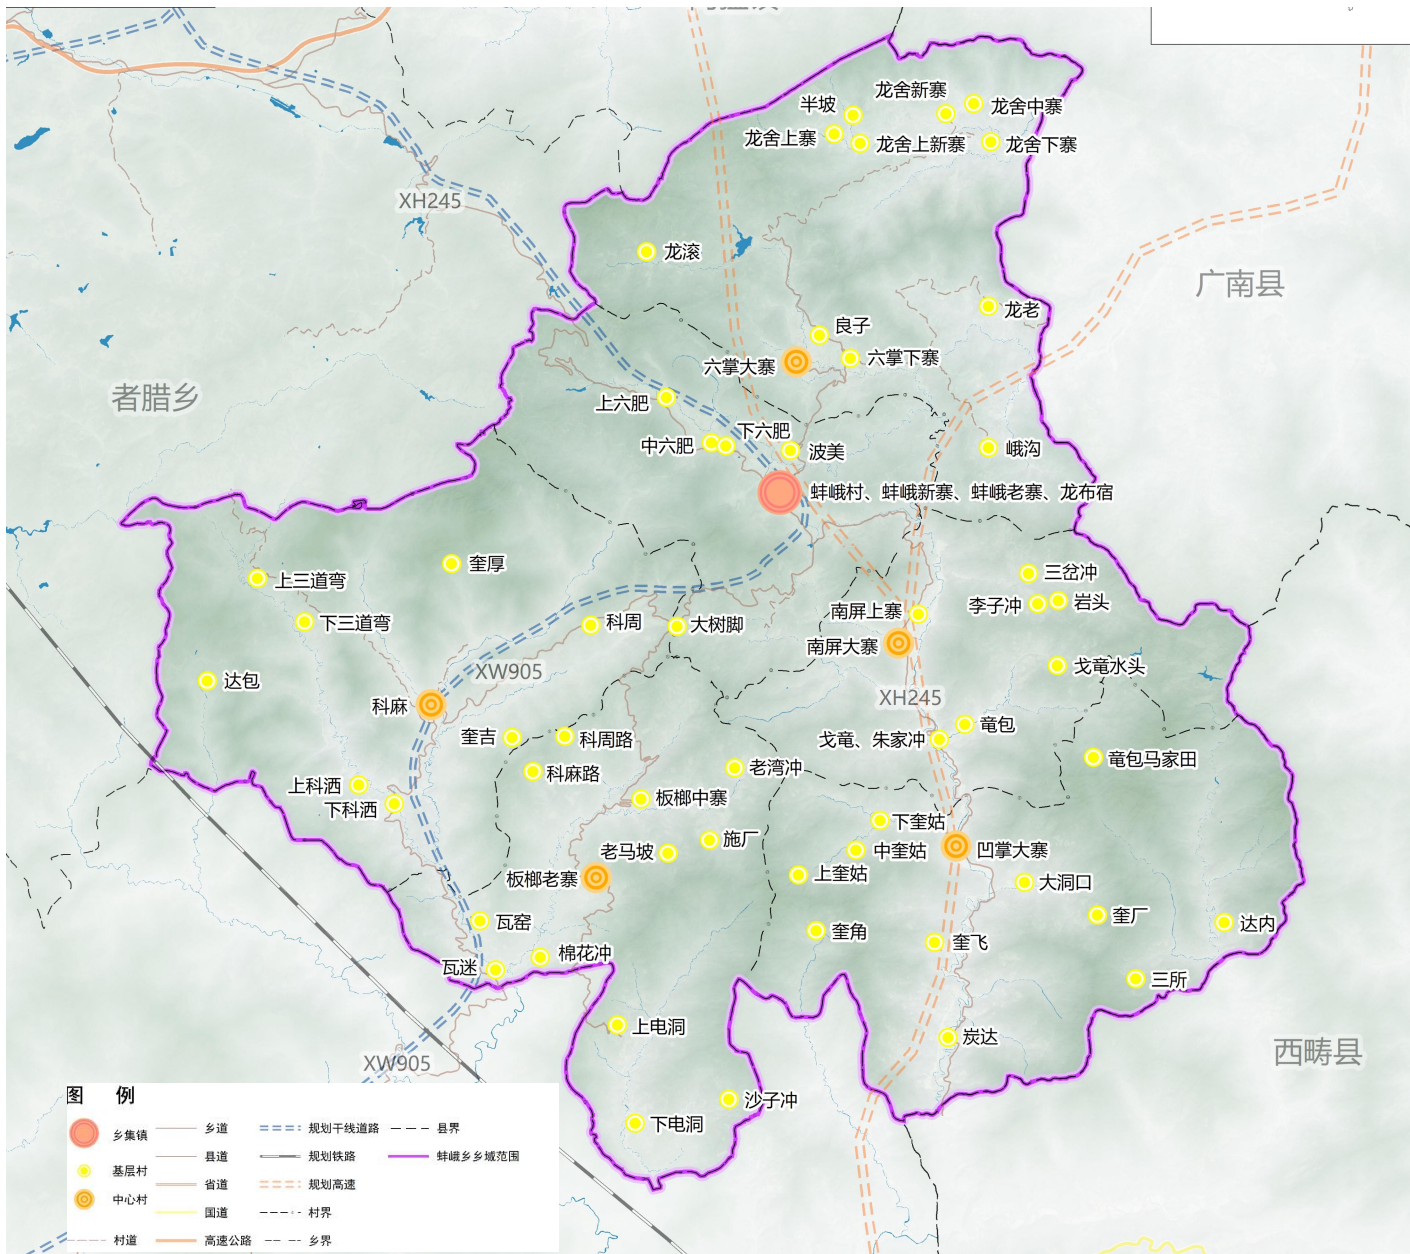 龙舍新寨
半坡
龙舍中寨
龙舍上寨
龙舍上新寨
龙舍下寨
XH245
龙滚
广南县
龙老
良子
六掌下寨
六掌大寨
者腊乡
上六肥
下六肥
中六肥
波美
峨沟
蚌峨村、蚌峨新寨、蚌峨老寨、龙布宿
奎厚
上三道弯
三岔冲
李子冲
岩头
南屏上寨
下三道弯
科周
大树脚
南屏大寨
戈竜水头
XW905
达包
XH245
科麻
奎吉
科周路
戈竜、朱家冲
竜包
竜包马家田
科麻路
老湾冲
上科洒
下科洒
板榔中寨
下奎姑
施厂
老马坡
中奎姑
凹掌大寨
板榔老寨
上奎姑
大洞口
瓦窑
奎角
奎厂
达内
奎飞
棉花冲
瓦迷
三所
上电洞
炭达
西畴县
XW905
沙子冲
下电洞
图 例
乡集镇
乡道
规划干线道路
县界
县道
规划铁路
蚌峨乡乡域范围
基层村
省道
规划高速
中心村
国道
村界
村道
高速公路
乡界